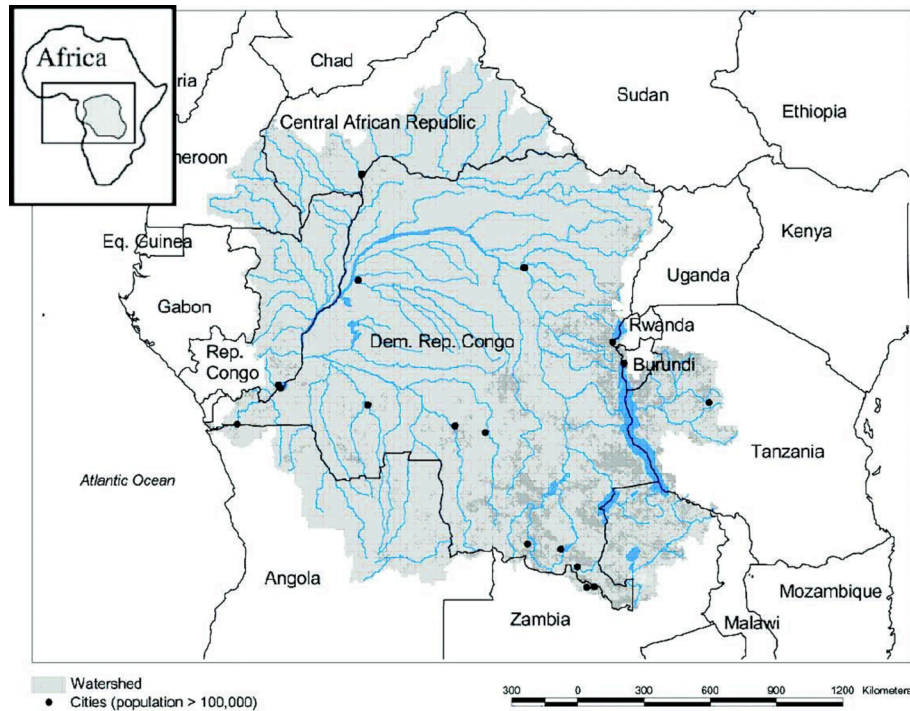 Africa
Chad
Sudan
Ethiopia
ria
Central African Republic
neroon
Eq. Guinea
Kenya
Uganda
Gabon
Rwanda
Dem. Rep. Congo
Rep.
Congo
Burundi
Tanzania
Atlantic Ocean
Angola
Mozambique
Zambia
Malawi
Watershed
Cities (population > 100,000)
300 0 300 600 900 1200 Kilometers